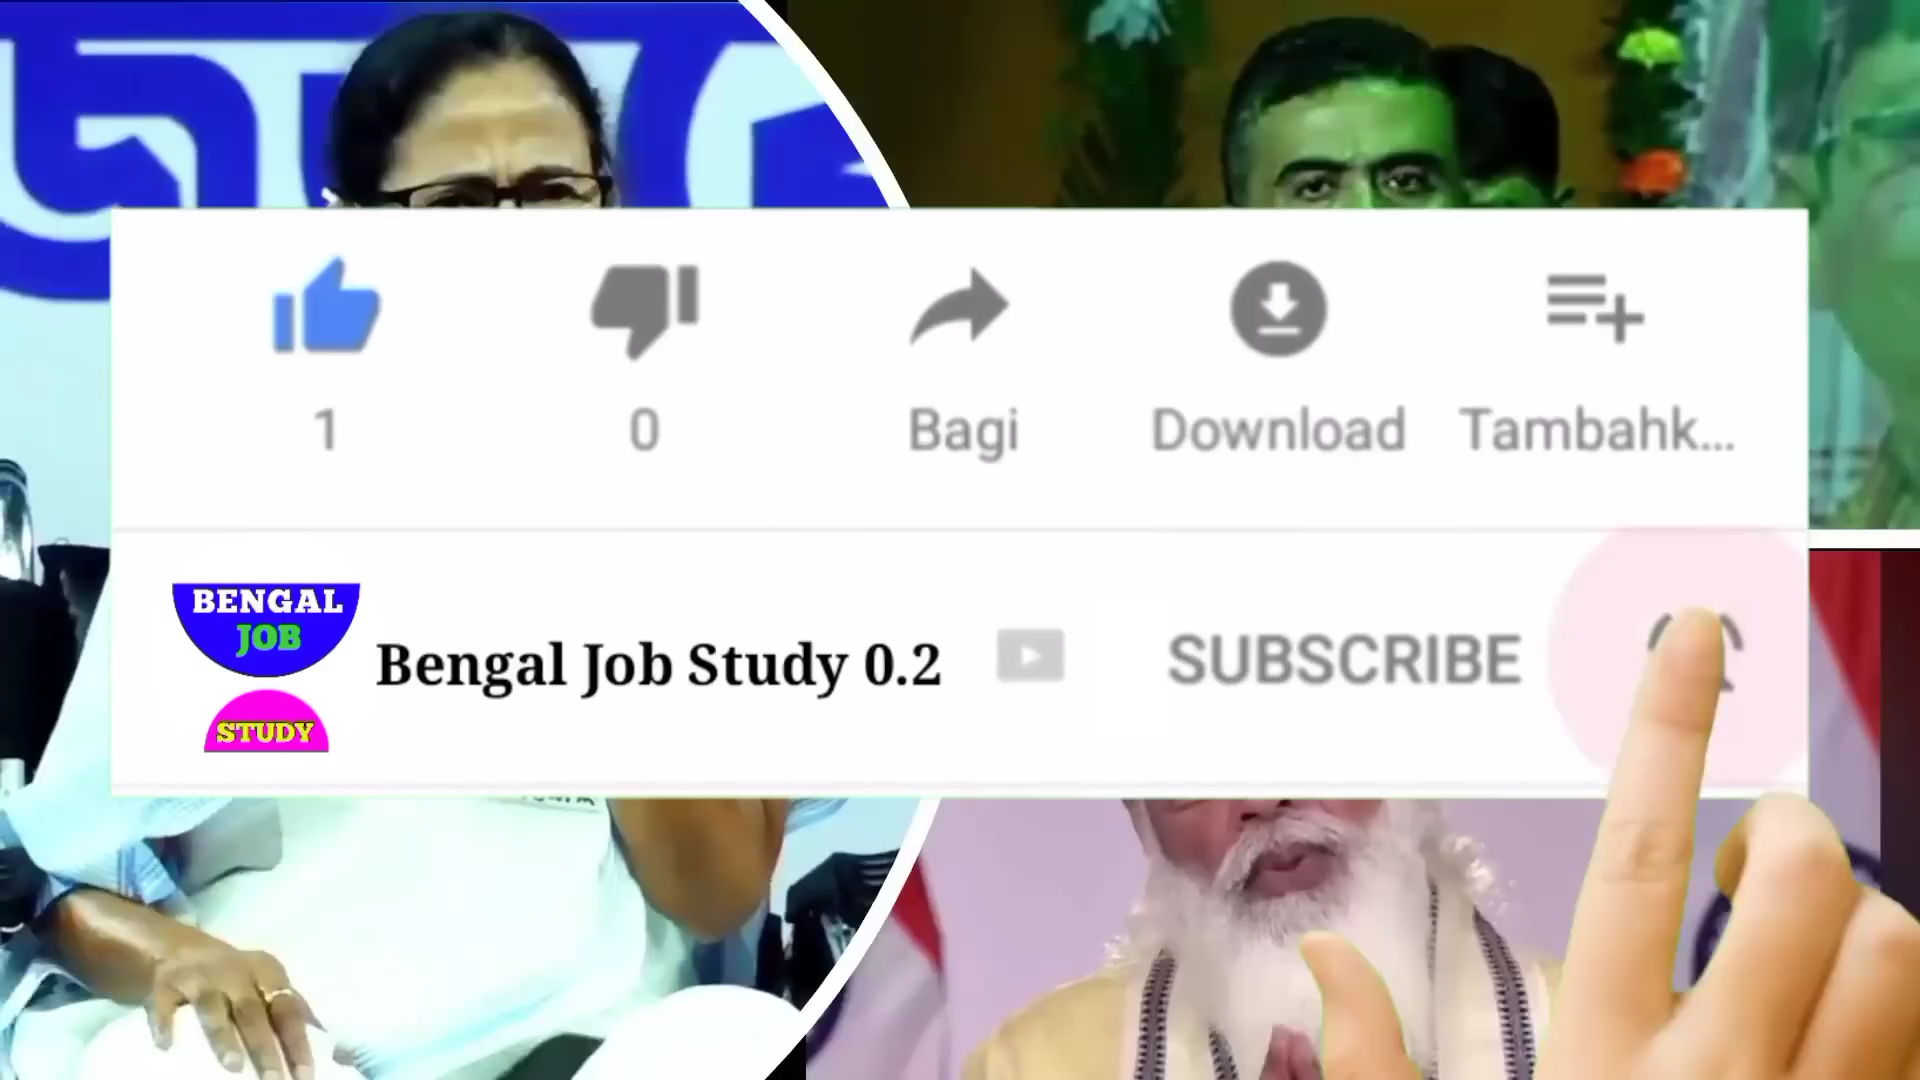 1
0
Bagi
Download
Tambahk...
BENGAL
JOB
STUDY
Bengal Job Study 0.2
SUBSCRIBE